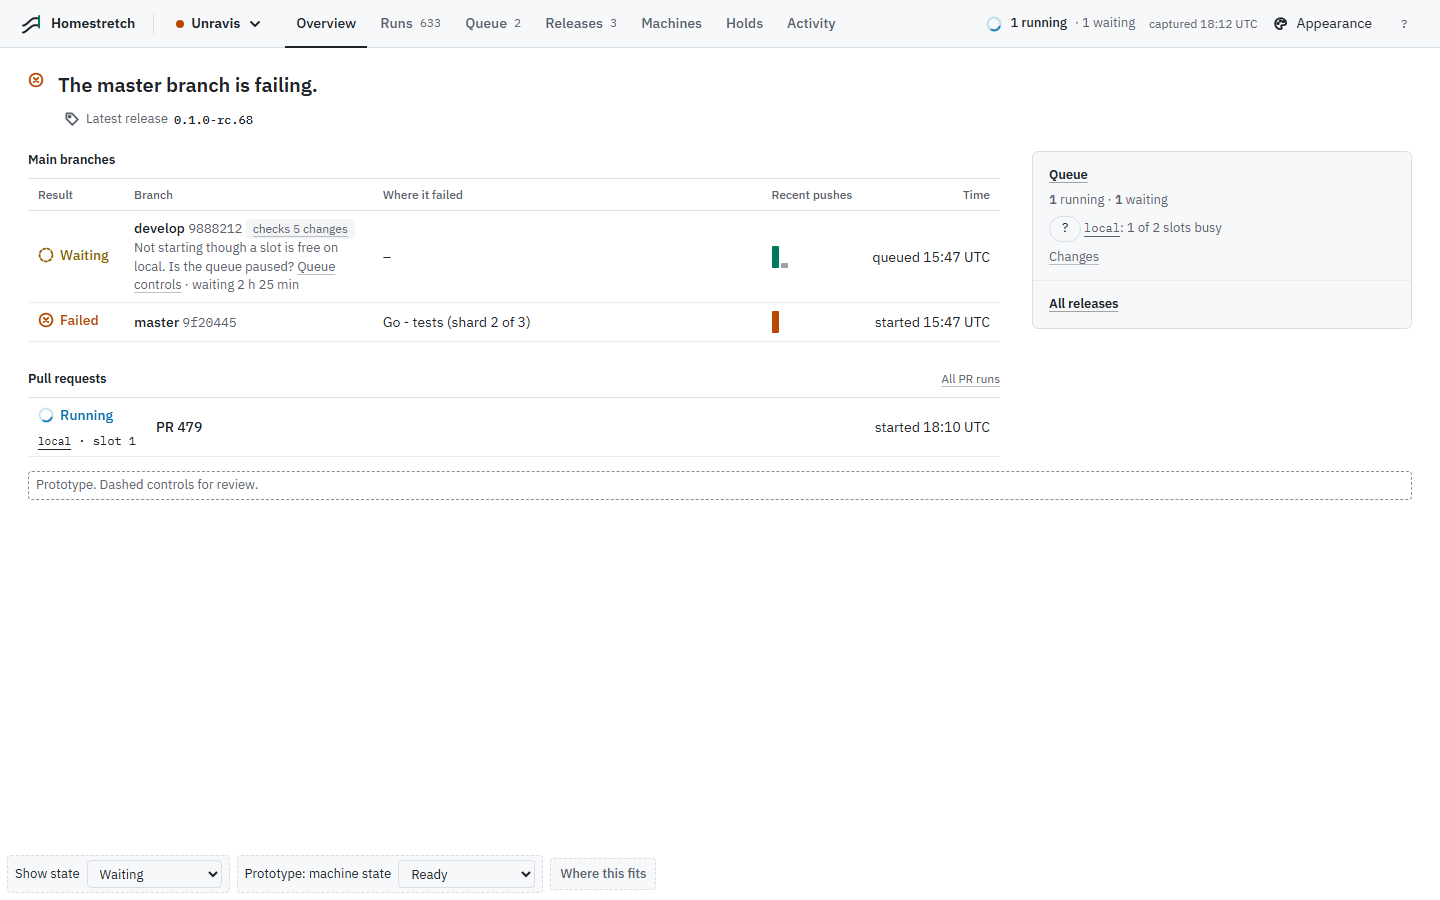 Homestretch Unravis Overview Runs 633 Queue 2 Releases 3 Machines Holds Activity 1 running · 1 waiting captured 18:12 UTC Appearance ?
The master branch is failing.
Latest release 0.1.0-rc.68
Main branches
Result Branch Where it failed Recent pushes Time
Waiting
develop 9888212 checks 5 changes
Not starting though a slot is free on
local. Is the queue paused? Queue
controls · waiting 2 h 25 min
–
queued 15:47 UTC
Failed master 9f20445 Go - tests (shard 2 of 3) started 15:47 UTC
Pull requests All PR runs
Running
local · slot 1
PR 479
started 18:10 UTC
Queue
1 running · 1 waiting
? local: 1 of 2 slots busy
Changes
All releases
Prototype. Dashed controls for review.
Show state Waiting Prototype: machine state Ready Where this fits